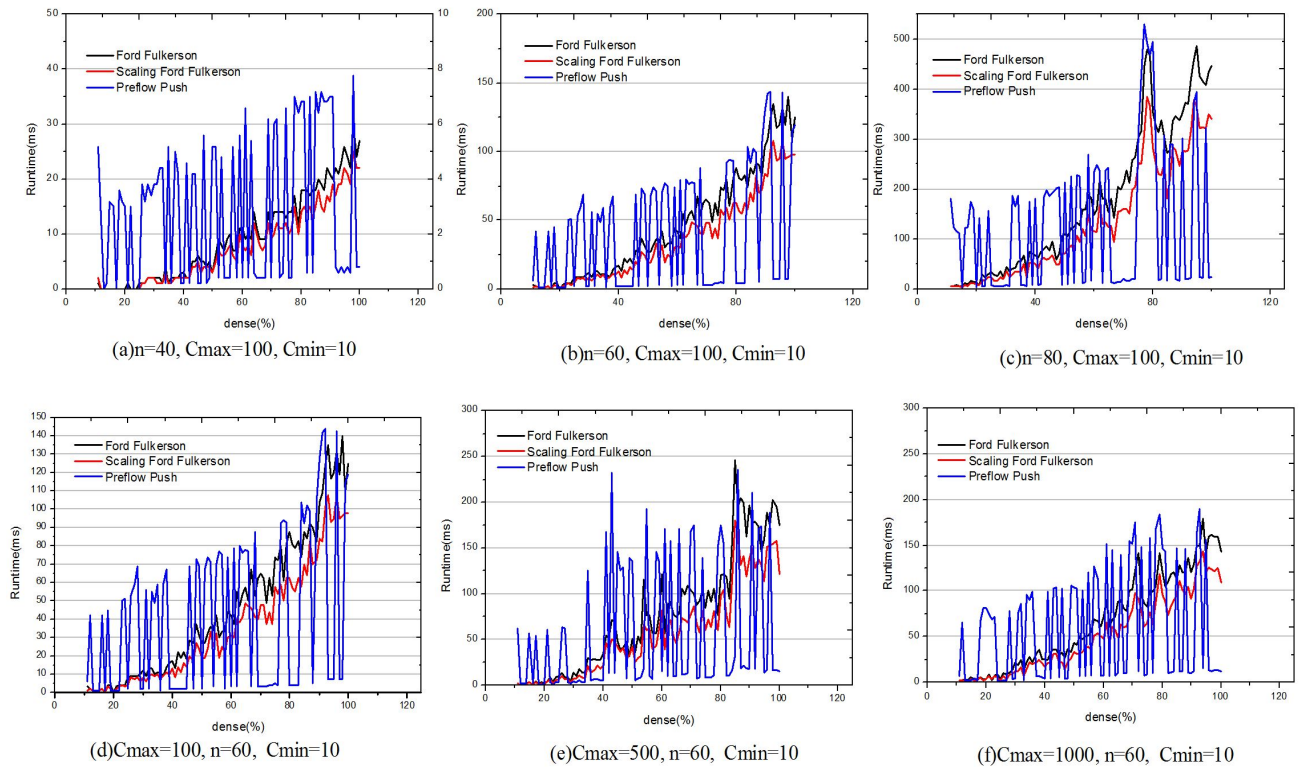 50
40
30
20
10
0
Runtime(ms)
10
8
6
4
2
0
Ford Fulkerson
Scaling Ford Fulkerson
Preflow Push
0 20 40 60 80 100 120
dense(%)
(a)n=40, Cmax=100, Cmin=10
200
150
100
50
0
Runtime(ms)
Ford Fulkerson
Scaling Ford Fulkerson
Preflow Push
0 20 40 60 80 100 120
dense(%)
(b)n=60, Cmax=100, Cmin=10
500
400
300
200
100
0
Runtime(ms)
Ford Fulkerson
Scaling Ford Fulkerson
Preflow Push
0 40 80 120
dense(%)
(c)n=80, Cmax=100, Cmin=10
150
140
130
120
110
100
90
80
70
60
50
40
30
20
10
0
Runtime(ms)
Ford Fulkerson
Scaling Ford Fulkerson
Preflow Push
0 20 40 60 80 100 120
dense(%)
(d)Cmax=100, n=60, Cmin=10
300
250
200
150
100
50
0
Runtime(ms)
Ford Fulkerson
Scaling Ford Fulkerson
Preflow Push
0 20 40 60 80 100 120
dense(%)
(e)Cmax=500, n=60, Cmin=10
300
250
200
150
100
50
0
Runtime(ms)
Ford Fulkerson
Scaling Ford Fulkerson
Preflow Push
0 20 40 60 80 100 120
dense(%)
(f)Cmax=1000, n=60, Cmin=10